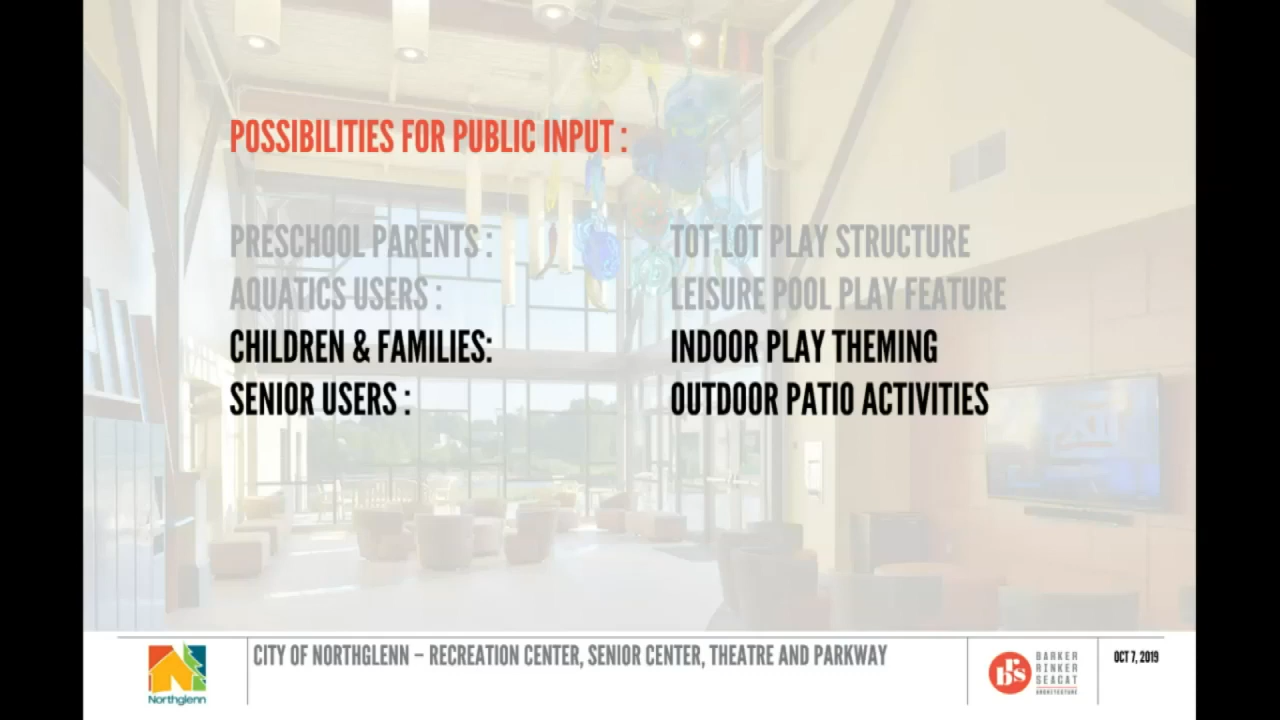 POSSIBILITIES FOR PUBLIC INPUT :
PRESCHOOL PARENTS : TOT LOT PLAY STRUCTURE
AQUATICS USERS : LEISURE POOL PLAY FEATURE
CHILDREN & FAMILIES: INDOOR PLAY THEMING
SENIOR USERS : OUTDOOR PATIO ACTIVITIES
Northglenn
CITY OF NORTHGLENN – RECREATION CENTER, SENIOR CENTER, THEATRE AND PARKWAY
brs
BARKER
RINKER
SEACAT
ARCHITECTURE
OCT 7, 2019